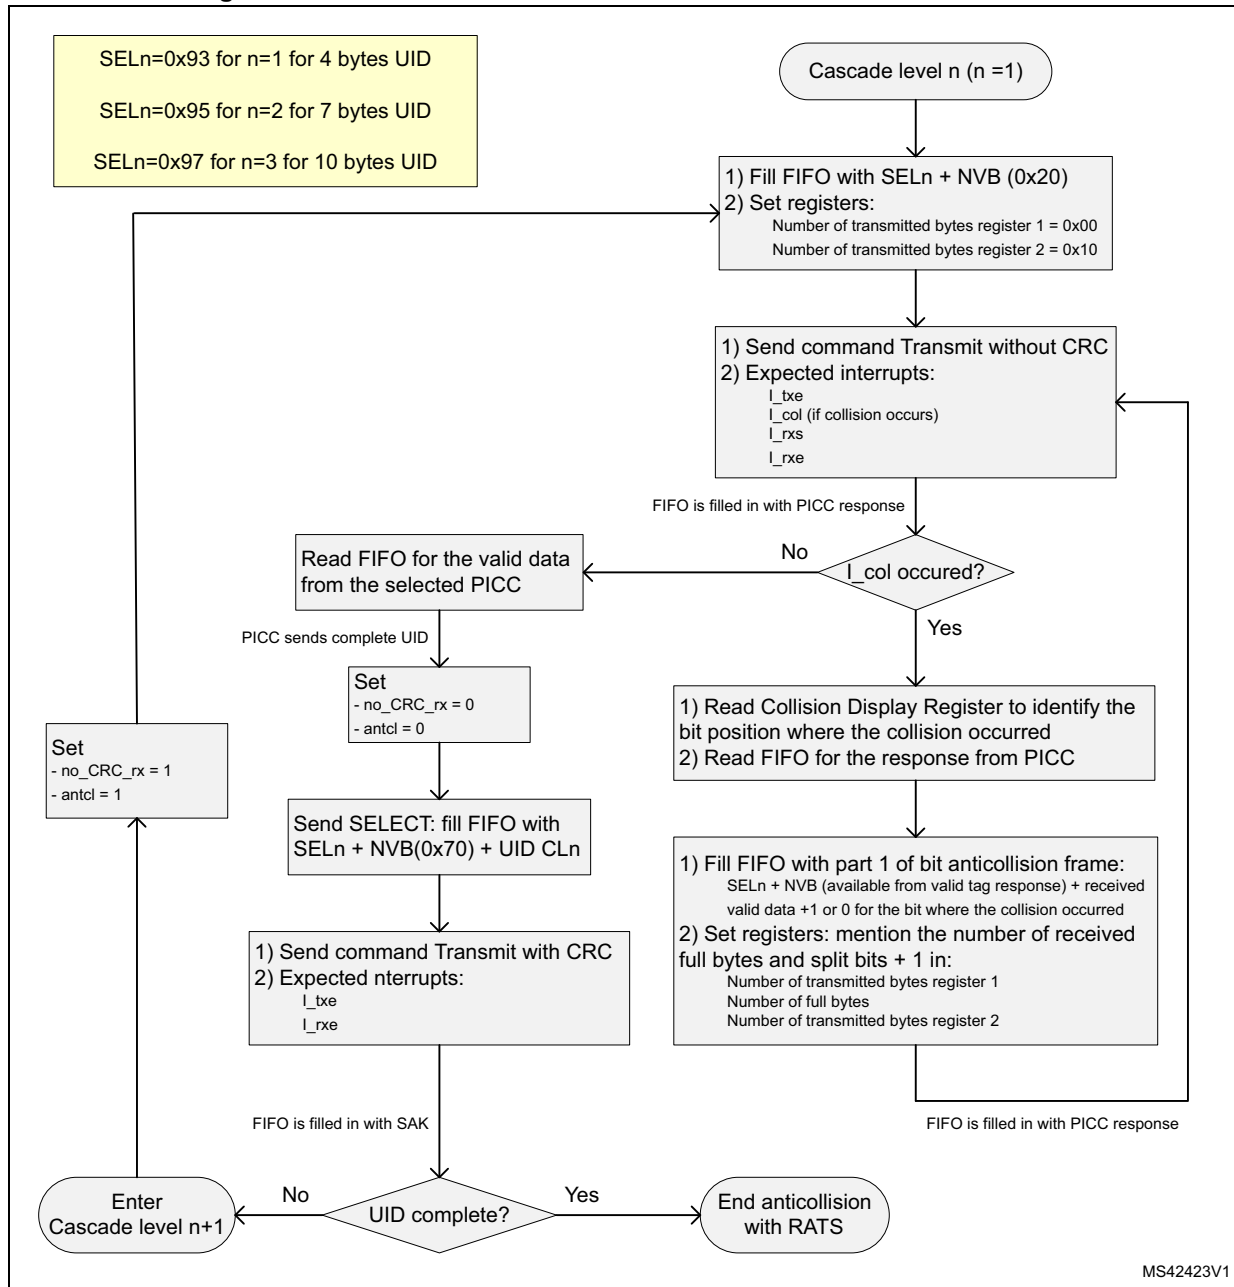 SELn=0x93 for n=1 for 4 bytes UID
SELn=0x95 for n=2 for 7 bytes UID
SELn=0x97 for n=3 for 10 bytes UID
Cascade level n (n =1)
1) Fill FIFO with SELn + NVB (0x20)
2) Set registers:
Number of transmitted bytes register 1 = 0x00
Number of transmitted bytes register 2 = 0x10
1) Send command Transmit without CRC
2) Expected interrupts:
I_txe
I_col (if collision occurs)
I_rxs
I_rxe
FIFO is filled in with PICC response
I_col occured?
No
Yes
Read FIFO for the valid data
from the selected PICC
PICC sends complete UID
Set
- no_CRC_rx = 0
- antcl = 0
1) Read Collision Display Register to identify the
bit position where the collision occurred
2) Read FIFO for the response from PICC
Set
- no_CRC_rx = 1
- antcl = 1
Send SELECT: fill FIFO with
SELn + NVB(0x70) + UID CLn
1) Fill FIFO with part 1 of bit anticollision frame:
SELn + NVB (available from valid tag response) + received
valid data +1 or 0 for the bit where the collision occurred
2) Set registers: mention the number of received
full bytes and split bits + 1 in:
Number of transmitted bytes register 1
Number of full bytes
Number of transmitted bytes register 2
1) Send command Transmit with CRC
2) Expected nterrupts:
I_txe
I_rxe
FIFO is filled in with SAK
FIFO is filled in with PICC response
UID complete?
No
Yes
Enter
Cascade level n+1
End anticollision
with RATS
MS42423V1